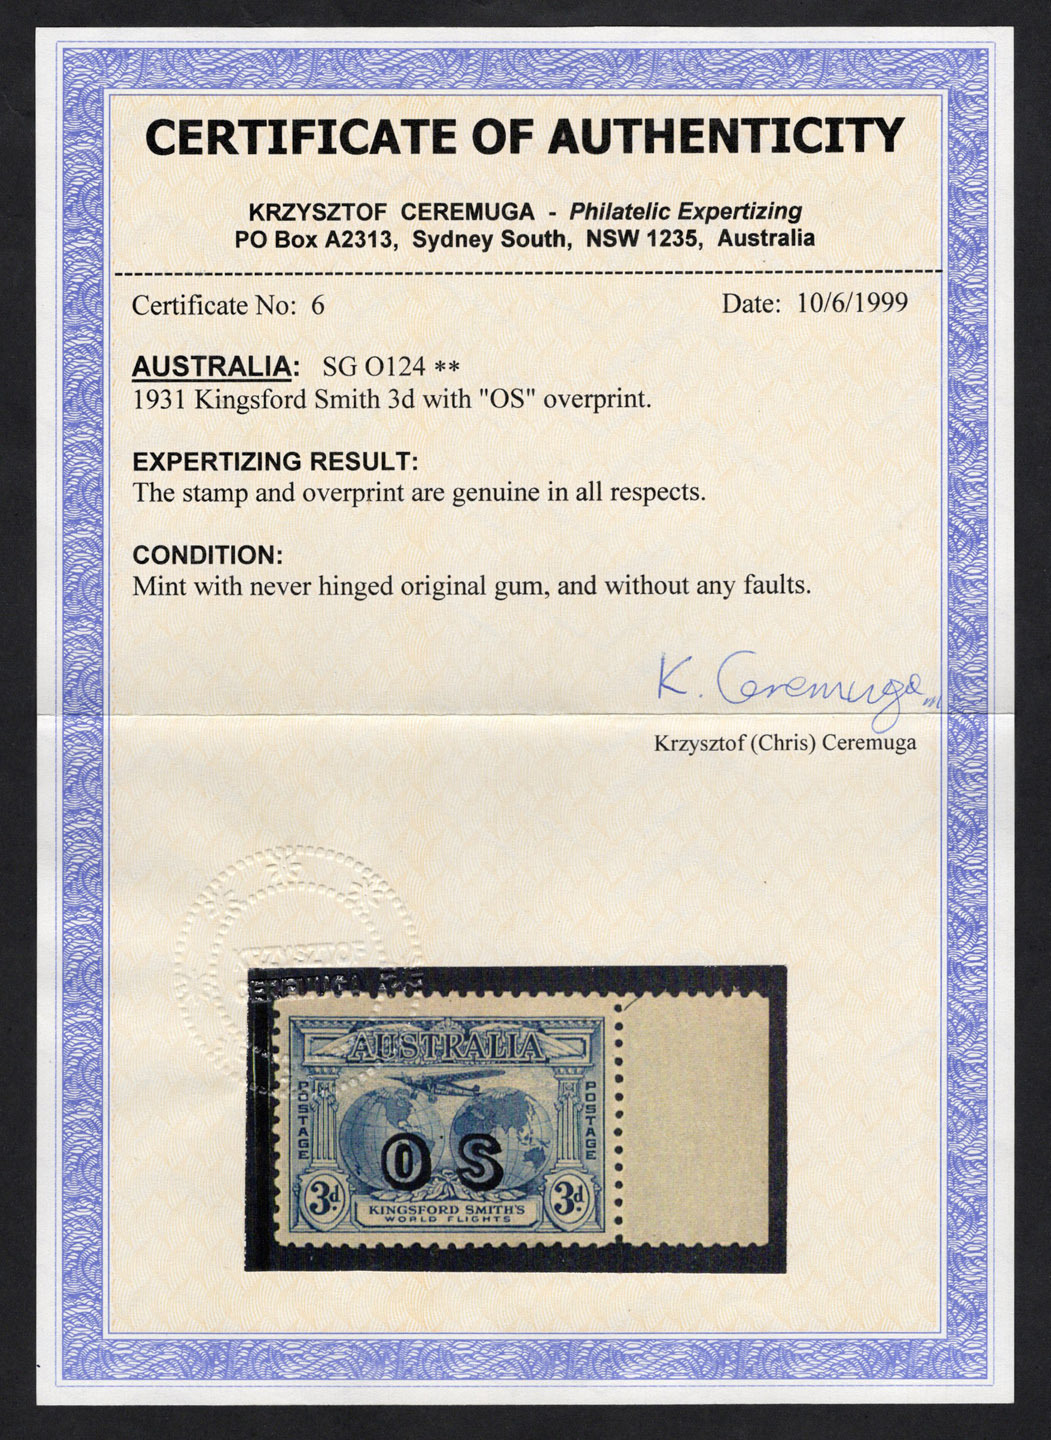 CERTIFICATE OF AUTHENTICITY
KRZYSZTOF CEREMUGA - Philatelic Expertizing
PO Box A2313, Sydney South, NSW 1235, Australia
Certificate No: 6 Date: 10/6/1999
AUSTRALIA: SG O124 **
1931 Kingsford Smith 3d with "OS" overprint.
EXPERTIZING RESULT:
The stamp and overprint are genuine in all respects.
CONDITION:
Mint with never hinged original gum, and without any faults.
K. Ceremuga
Krzysztof (Chris) Ceremuga
KRZYSZTOF
CEREMUGA
AUSTRALIA
POSTAGE
POSTAGE
O S
3d
3d
KINGSFORD SMITH'S
WORLD FLIGHTS